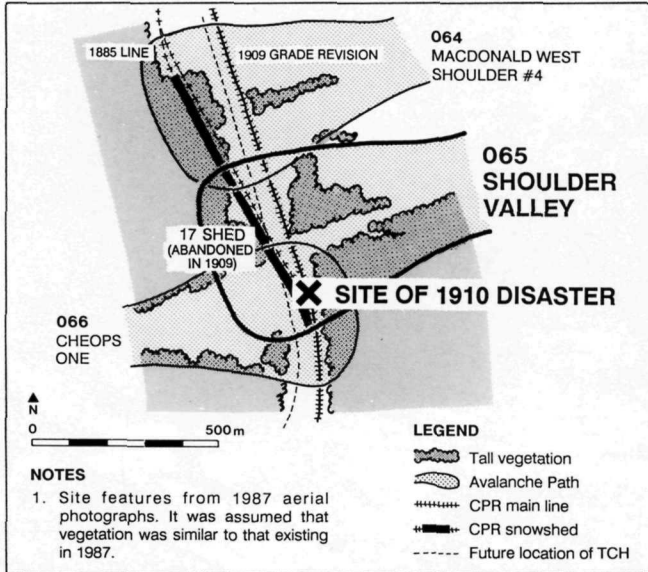 1885 LINE
1909 GRADE REVISION
064
MACDONALD WEST
SHOULDER #4
065
SHOULDER
VALLEY
17 SHED
(ABANDONED
IN 1909)
SITE OF 1910 DISASTER
066
CHEOPS
ONE
N
0 500 m
NOTES
1. Site features from 1987 aerial
photographs. It was assumed that
vegetation was similar to that existing
in 1987.
LEGEND
Tall vegetation
Avalanche Path
CPR main line
CPR snowshed
Future location of TCH